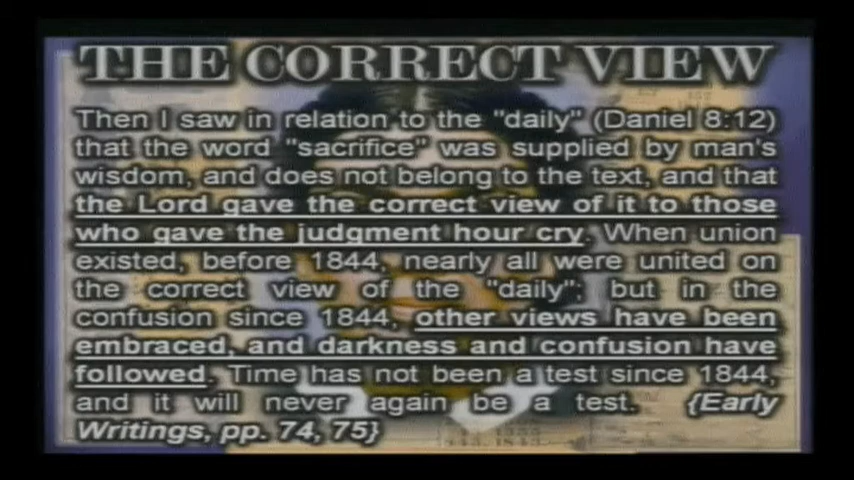 THE CORRECT VIEW
Then I saw in relation to the "daily" (Daniel 8:12)
that the word "sacrifice" was supplied by man's
wisdom, and does not belong to the text, and that
the Lord gave the correct view of it to those
who gave the judgment hour cry. When union
existed, before 1844, nearly all were united on
the correct view of the "daily"; but in the
confusion since 1844, other views have been
embraced, and darkness and confusion have
followed. Time has not been a test since 1844,
and it will never again be a test. {Early
Writings, pp. 74, 75}